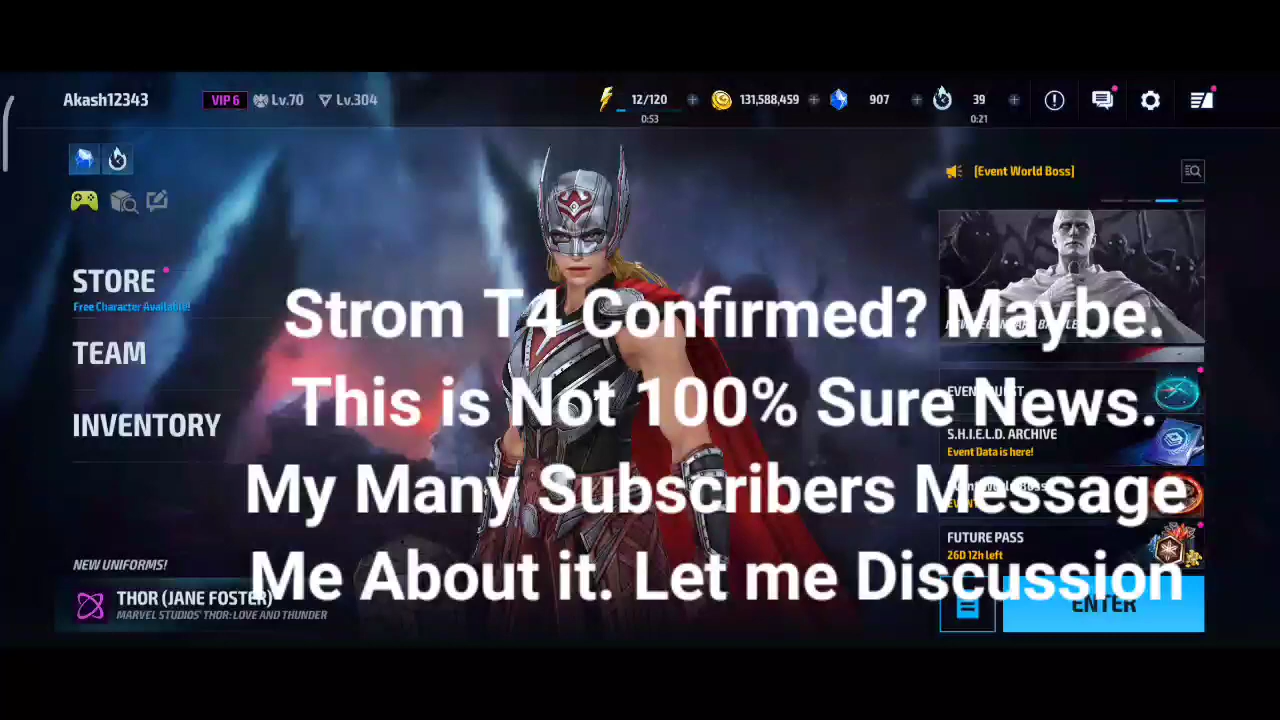 Akash12343
VIP 6
Lv.70
Lv.304
12/120
0:53
131,588,459
907
39
0:21
[Event World Boss]
STORE
Free Character Available!
TEAM
INVENTORY
Strom T4 Confirmed? Maybe.
This is Not 100% Sure News.
My Many Subscribers Message
Me About it. Let me Discussion
S.H.I.E.L.D. ARCHIVE
Event Data is here!
FUTURE PASS
26D 12h left
ENTER
NEW UNIFORMS!
THOR (JANE FOSTER)
MARVEL STUDIOS' THOR: LOVE AND THUNDER